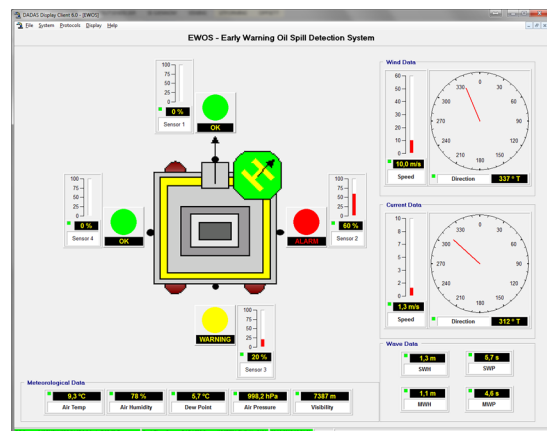 DADAS Display Client 6.0 - [EWOS]
File System Protocols Display Help
EWOS - Early Warning Oil Spill Detection System
100
75
50
25
0
0 %
Sensor 1
OK
100
75
50
25
0
0 %
Sensor 4
OK
H
ALARM
100
75
50
25
0
60 %
Sensor 2
WARNING
100
75
50
25
0
20 %
Sensor 3
Wind Data
60
50
40
30
20
10
0
10,0 m/s
Speed
0
30
60
90
120
150
180
210
240
270
300
330
Direction
337 ° T
Current Data
10
8
7
6
3
2
0
1,3 m/s
Speed
0
30
60
90
120
150
180
210
240
270
300
330
Direction
312 ° T
Wave Data
1,3 m
SWH
5,7 s
SWP
1,1 m
MWH
4,6 s
MWP
Meteorological Data
9,3 ºC
Air Temp
78 %
Air Humidity
5,7 ºC
Dew Point
998,2 hPa
Air Pressure
7387 m
Visibility